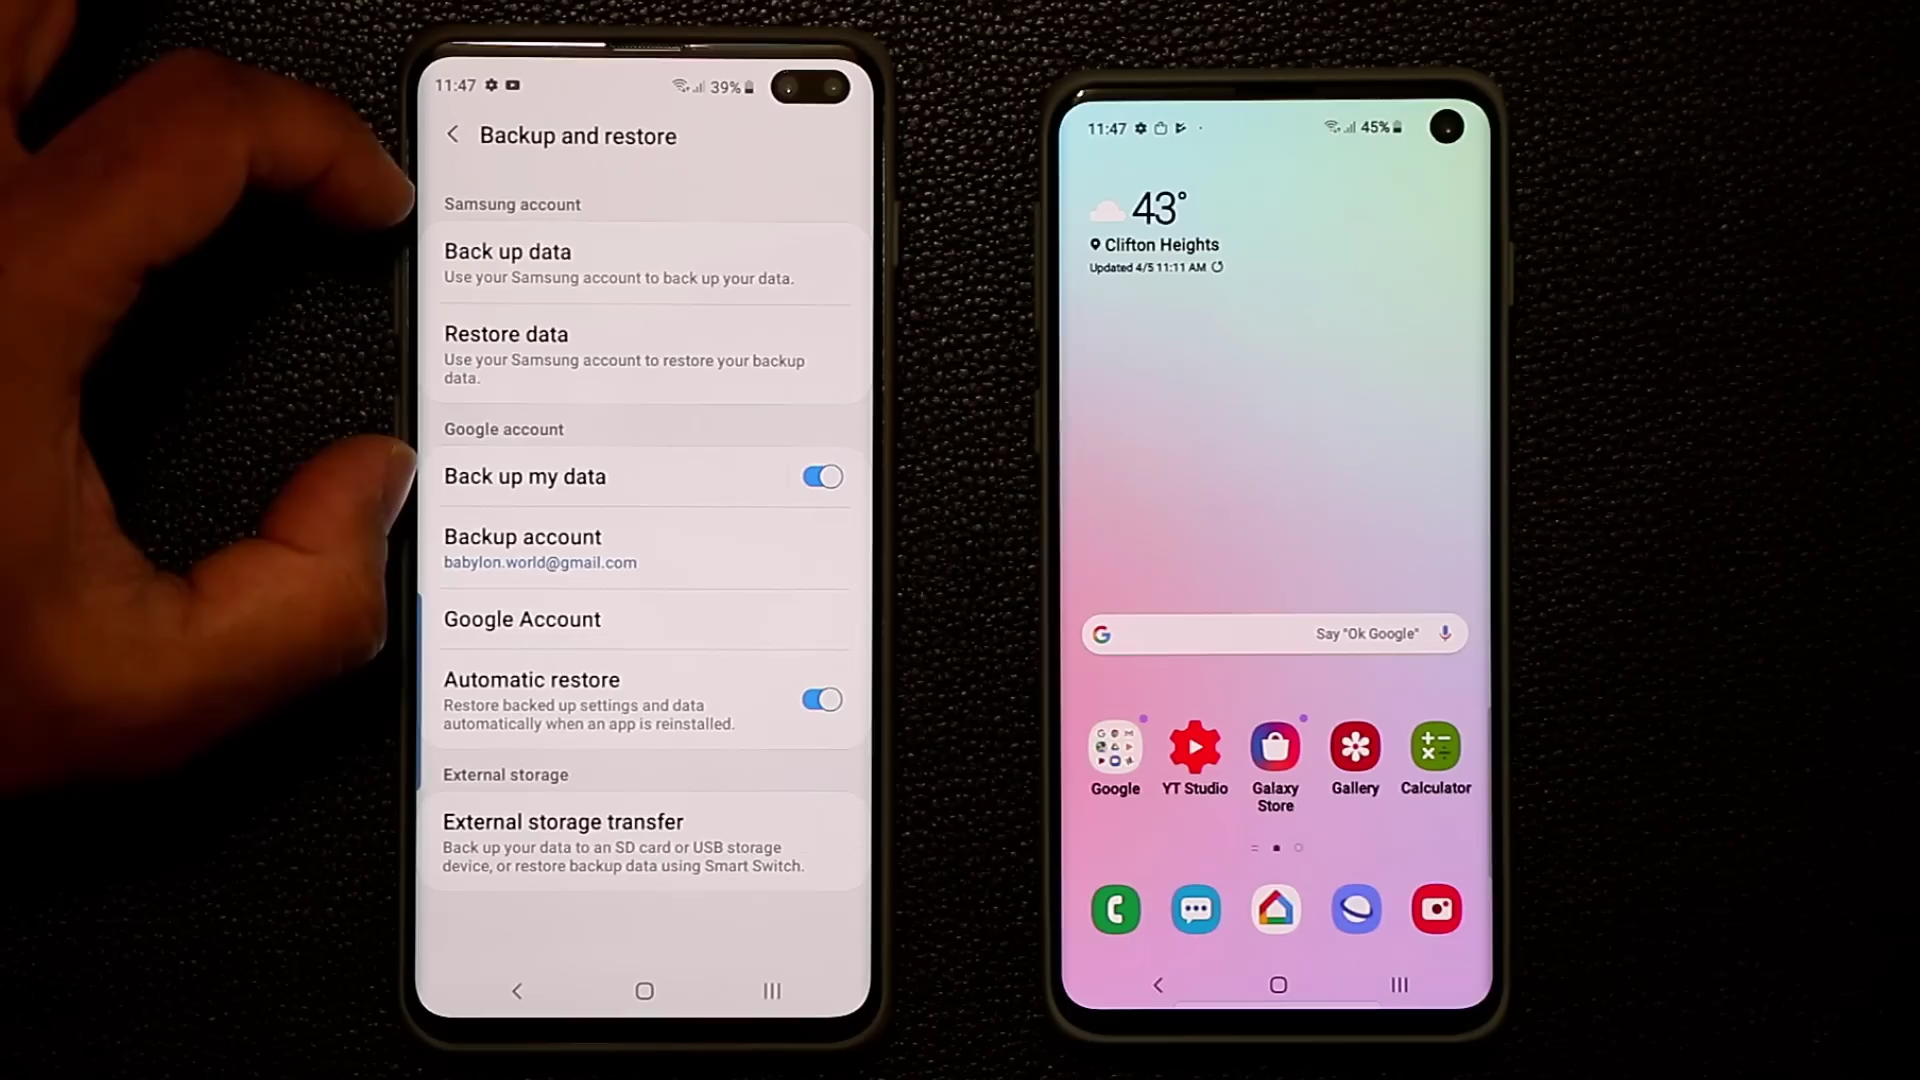 11:47
39%
Backup and restore
Samsung account
Back up data
Use your Samsung account to back up your data.
Restore data
Use your Samsung account to restore your backup
data.
Google account
Back up my data
Backup account
babylon.world@gmail.com
Google Account
Automatic restore
Restore backed up settings and data
automatically when an app is reinstalled.
External storage
External storage transfer
Back up your data to an SD card or USB storage
device, or restore backup data using Smart Switch.
11:47
45%
43°
Clifton Heights
Updated 4/5 11:11 AM
Say "Ok Google"
Google
YT Studio
Galaxy
Store
Gallery
Calculator